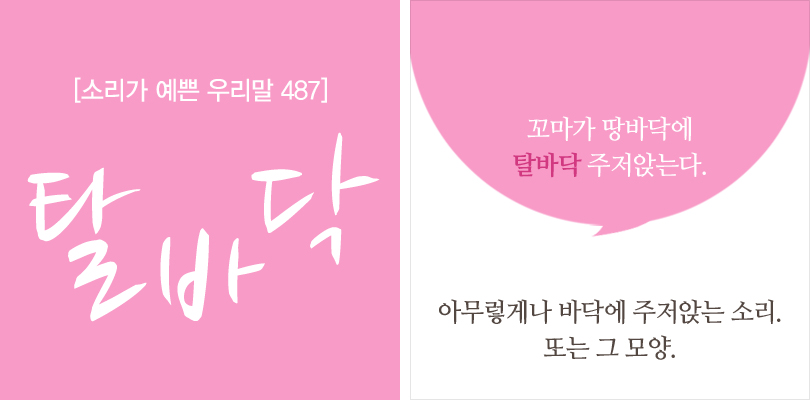 [소리가 예쁜 우리말 487]
탈바닥
꼬마가 땅바닥에
탈바닥 주저앉는다.
아무렇게나 바닥에 주저앉는 소리.
또는 그 모양.